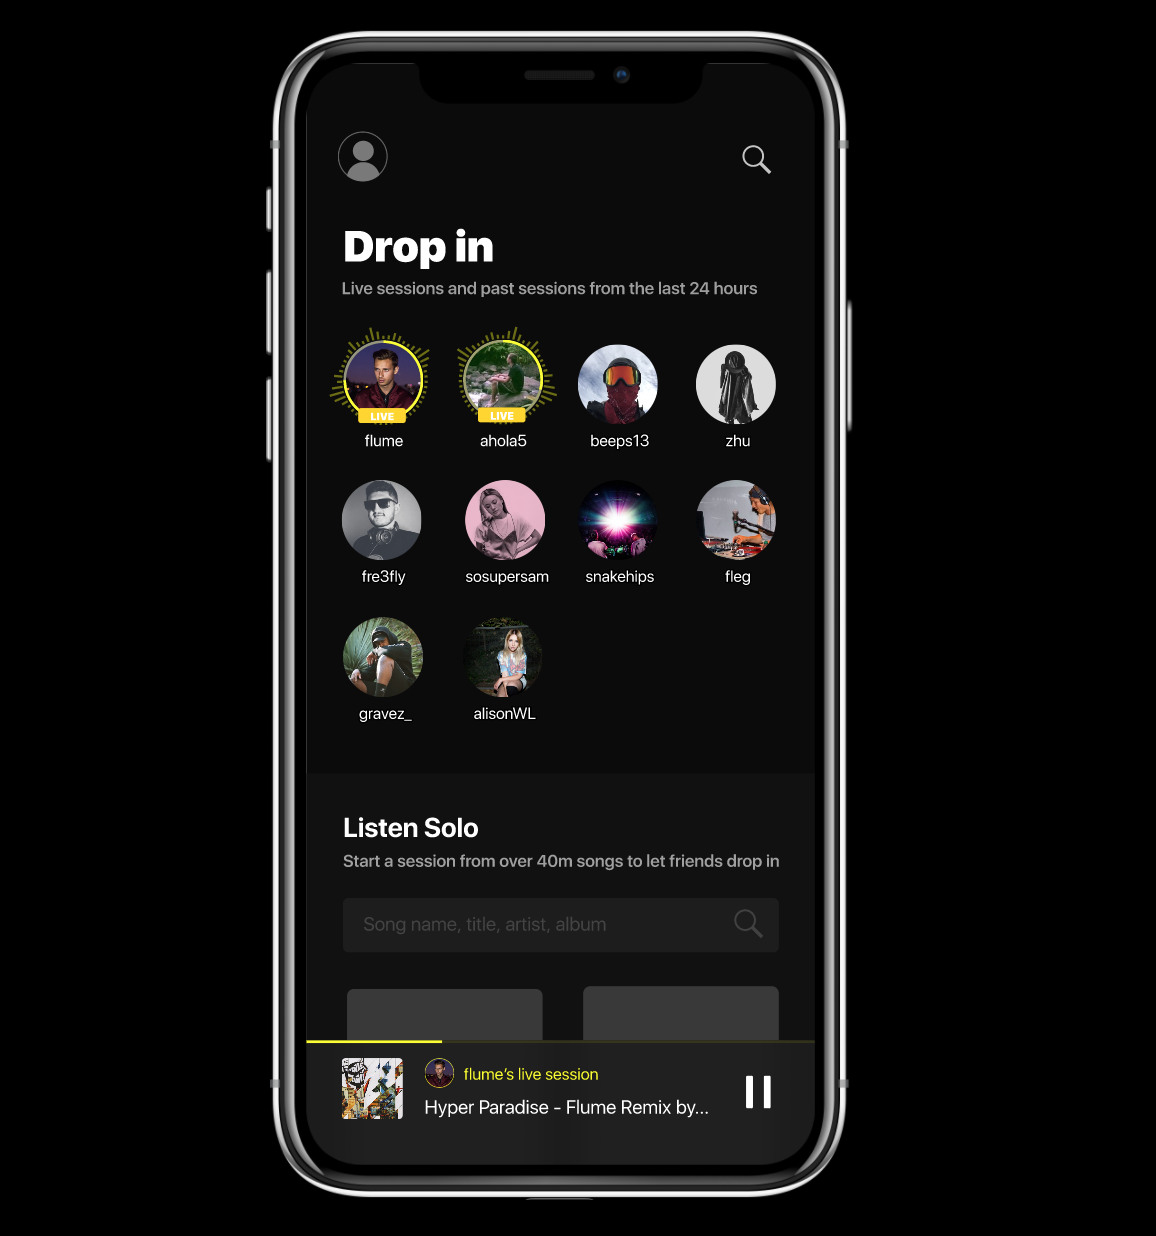 Drop in
Live sessions and past sessions from the last 24 hours
LIVE LIVE
flume ahola5 beeps13 zhu
fre3fly sosupersam snakehips fleg
gravez_ alisonWL
Listen Solo
Start a session from over 40m songs to let friends drop in
Song name, title, artist, album
flume’s live session
Hyper Paradise - Flume Remix by...